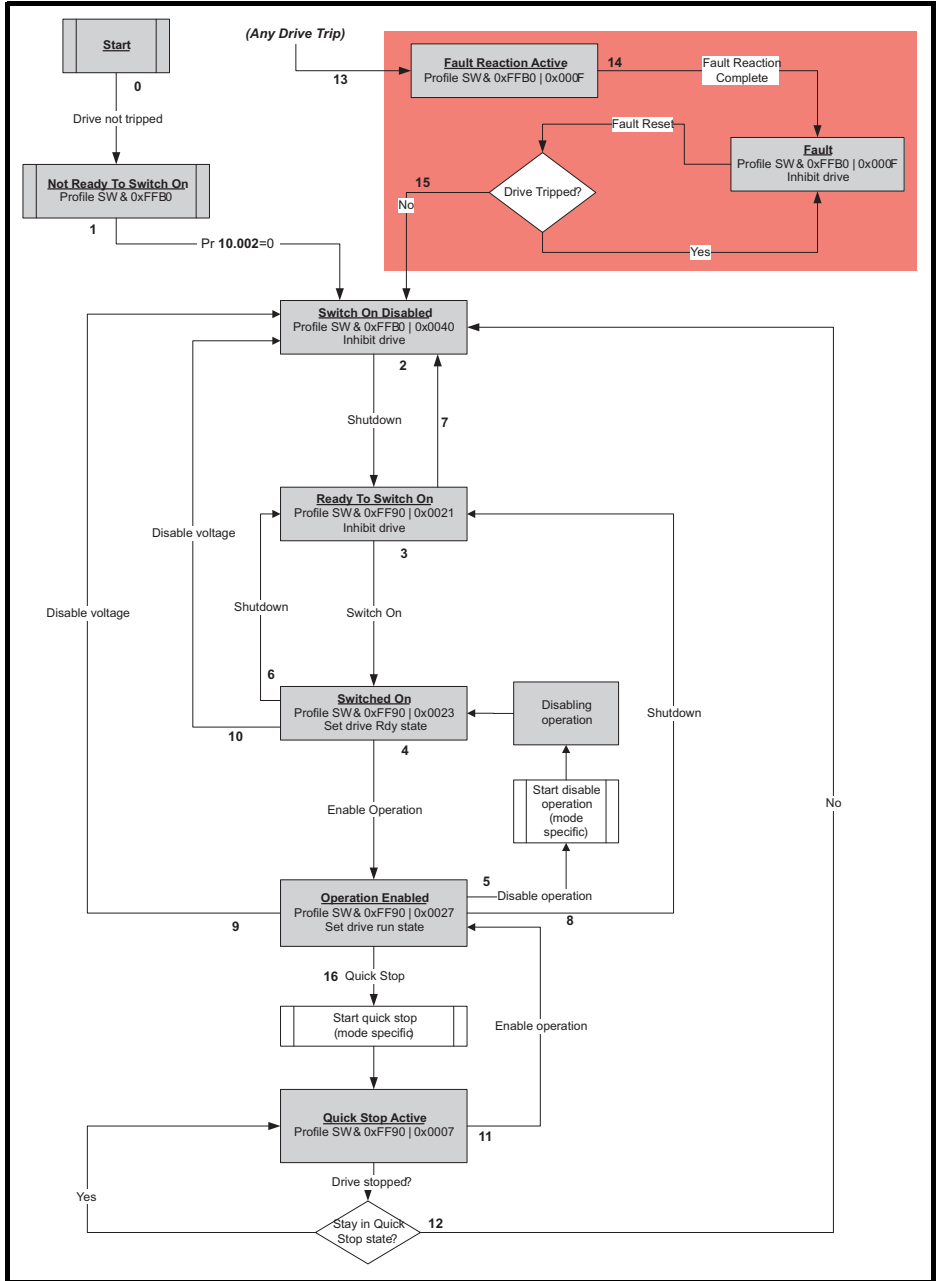 Start
0
Drive not tripped
Not Ready To Switch On
Profile SW & 0xFFB0
1
Pr 10.002=0
(Any Drive Trip)
13
Fault Reaction Active
Profile SW & 0xFFB0 | 0x000F
14
Fault Reaction
Complete
Fault Reset
Fault
Profile SW & 0xFFB0 | 0x000F
Inhibit drive
Drive Tripped?
15
No
Yes
Switch On Disabled
Profile SW & 0xFFB0 | 0x0040
Inhibit drive
2
Shutdown
7
Ready To Switch On
Profile SW & 0xFF90 | 0x0021
Inhibit drive
3
Disable voltage
Disable voltage
Shutdown
Switch On
6
Switched On
Profile SW & 0xFF90 | 0x0023
Set drive Rdy state
10
4
Disabling
operation
Shutdown
Start disable
operation
(mode
specific)
No
Enable Operation
5
Disable operation
Operation Enabled
Profile SW & 0xFF90 | 0x0027
Set drive run state
9
8
16 Quick Stop
Start quick stop
(mode specific)
Enable operation
Quick Stop Active
Profile SW & 0xFF90 | 0x0007
11
Drive stopped?
Yes
Stay in Quick
Stop state?
12